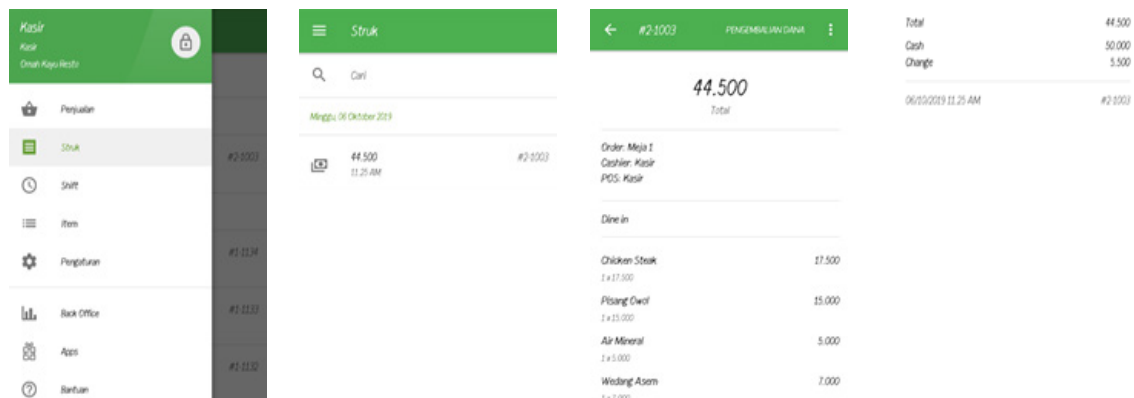 Kasir
Kasir
Omah Kayu Resto
Penjualan
Struk
Shift
Item
Pengaturan
Back Office
Apps
Bantuan
#2-1003
#1-1134
#1-1133
#1-1132
Struk
Cari
Minggu, 06 Oktober 2019
44.500
#2-1003
11.25 AM
#2-1003
PENGEMBALIAN DANA
44.500
Total
Order: Meja 1
Cashier: Kasir
POS: Kasir
Dine in
Chicken Steak 17.500
1 x 17.500
Pisang Owol 15.000
1 x 15.000
Air Mineral 5.000
1 x 5.000
Wedang Asem 7.000
1 x 7.000
Total 44.500
Cash 50.000
Change 5.500
06/10/2019 11.25 AM #2-1003